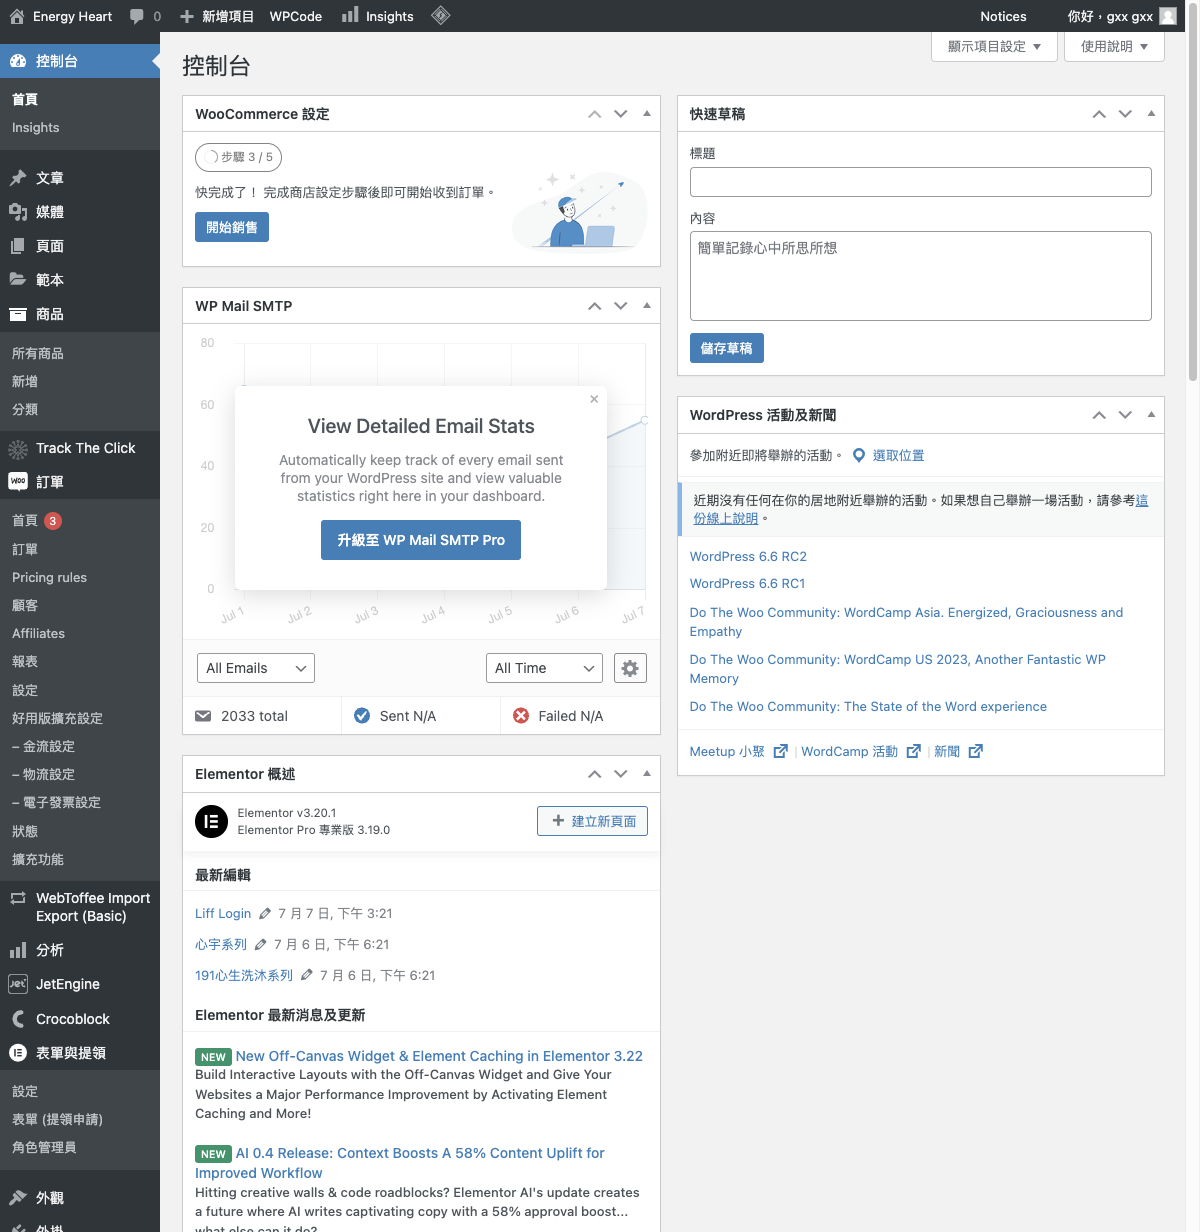 Energy Heart
0
新增項目
WPCode
Insights
Notices
你好，gxx gxx
控制台
首頁
Insights
文章
媒體
頁面
範本
商品
所有商品
新增
分類
Track The Click
訂單
首頁 3
訂單
Pricing rules
顧客
Affiliates
報表
設定
好用版擴充設定
– 金流設定
– 物流設定
– 電子發票設定
狀態
擴充功能
WebToffee Import
Export (Basic)
分析
JetEngine
Crocoblock
表單與提領
設定
表單 (提領申請)
角色管理員
外觀
外掛
控制台
顯示項目設定
使用說明
WooCommerce 設定
步驟 3 / 5
快完成了！ 完成商店設定步驟後即可開始收到訂單。
開始銷售
WP Mail SMTP
80
60
40
20
0
Jul 1
Jul 2
Jul 3
Jul 4
Jul 5
Jul 6
Jul 7
View Detailed Email Stats
Automatically keep track of every email sent
from your WordPress site and view valuable
statistics right here in your dashboard.
升級至 WP Mail SMTP Pro
All Emails
All Time
2033 total
Sent N/A
Failed N/A
Elementor 概述
Elementor v3.20.1
Elementor Pro 專業版 3.19.0
建立新頁面
最新編輯
Liff Login 7 月 7 日, 下午 3:21
心宇系列 7 月 6 日, 下午 6:21
191心生洗沐系列 7 月 6 日, 下午 6:21
Elementor 最新消息及更新
NEW New Off-Canvas Widget & Element Caching in Elementor 3.22
Build Interactive Layouts with the Off-Canvas Widget and Give Your
Websites a Major Performance Improvement by Activating Element
Caching and More!
NEW AI 0.4 Release: Context Boosts A 58% Content Uplift for
Improved Workflow
Hitting creative walls & code roadblocks? Elementor AI's update creates
a future where AI writes captivating copy with a 58% approval boost...
what else can it do?
快速草稿
標題
內容
簡單記錄心中所思所想
儲存草稿
WordPress 活動及新聞
參加附近即將舉辦的活動。 選取位置
近期沒有任何在你的居地附近舉辦的活動。如果想自己舉辦一場活動，請參考這
份線上說明。
WordPress 6.6 RC2
WordPress 6.6 RC1
Do The Woo Community: WordCamp Asia. Energized, Graciousness and
Empathy
Do The Woo Community: WordCamp US 2023, Another Fantastic WP
Memory
Do The Woo Community: The State of the Word experience
Meetup 小聚 | WordCamp 活動 | 新聞